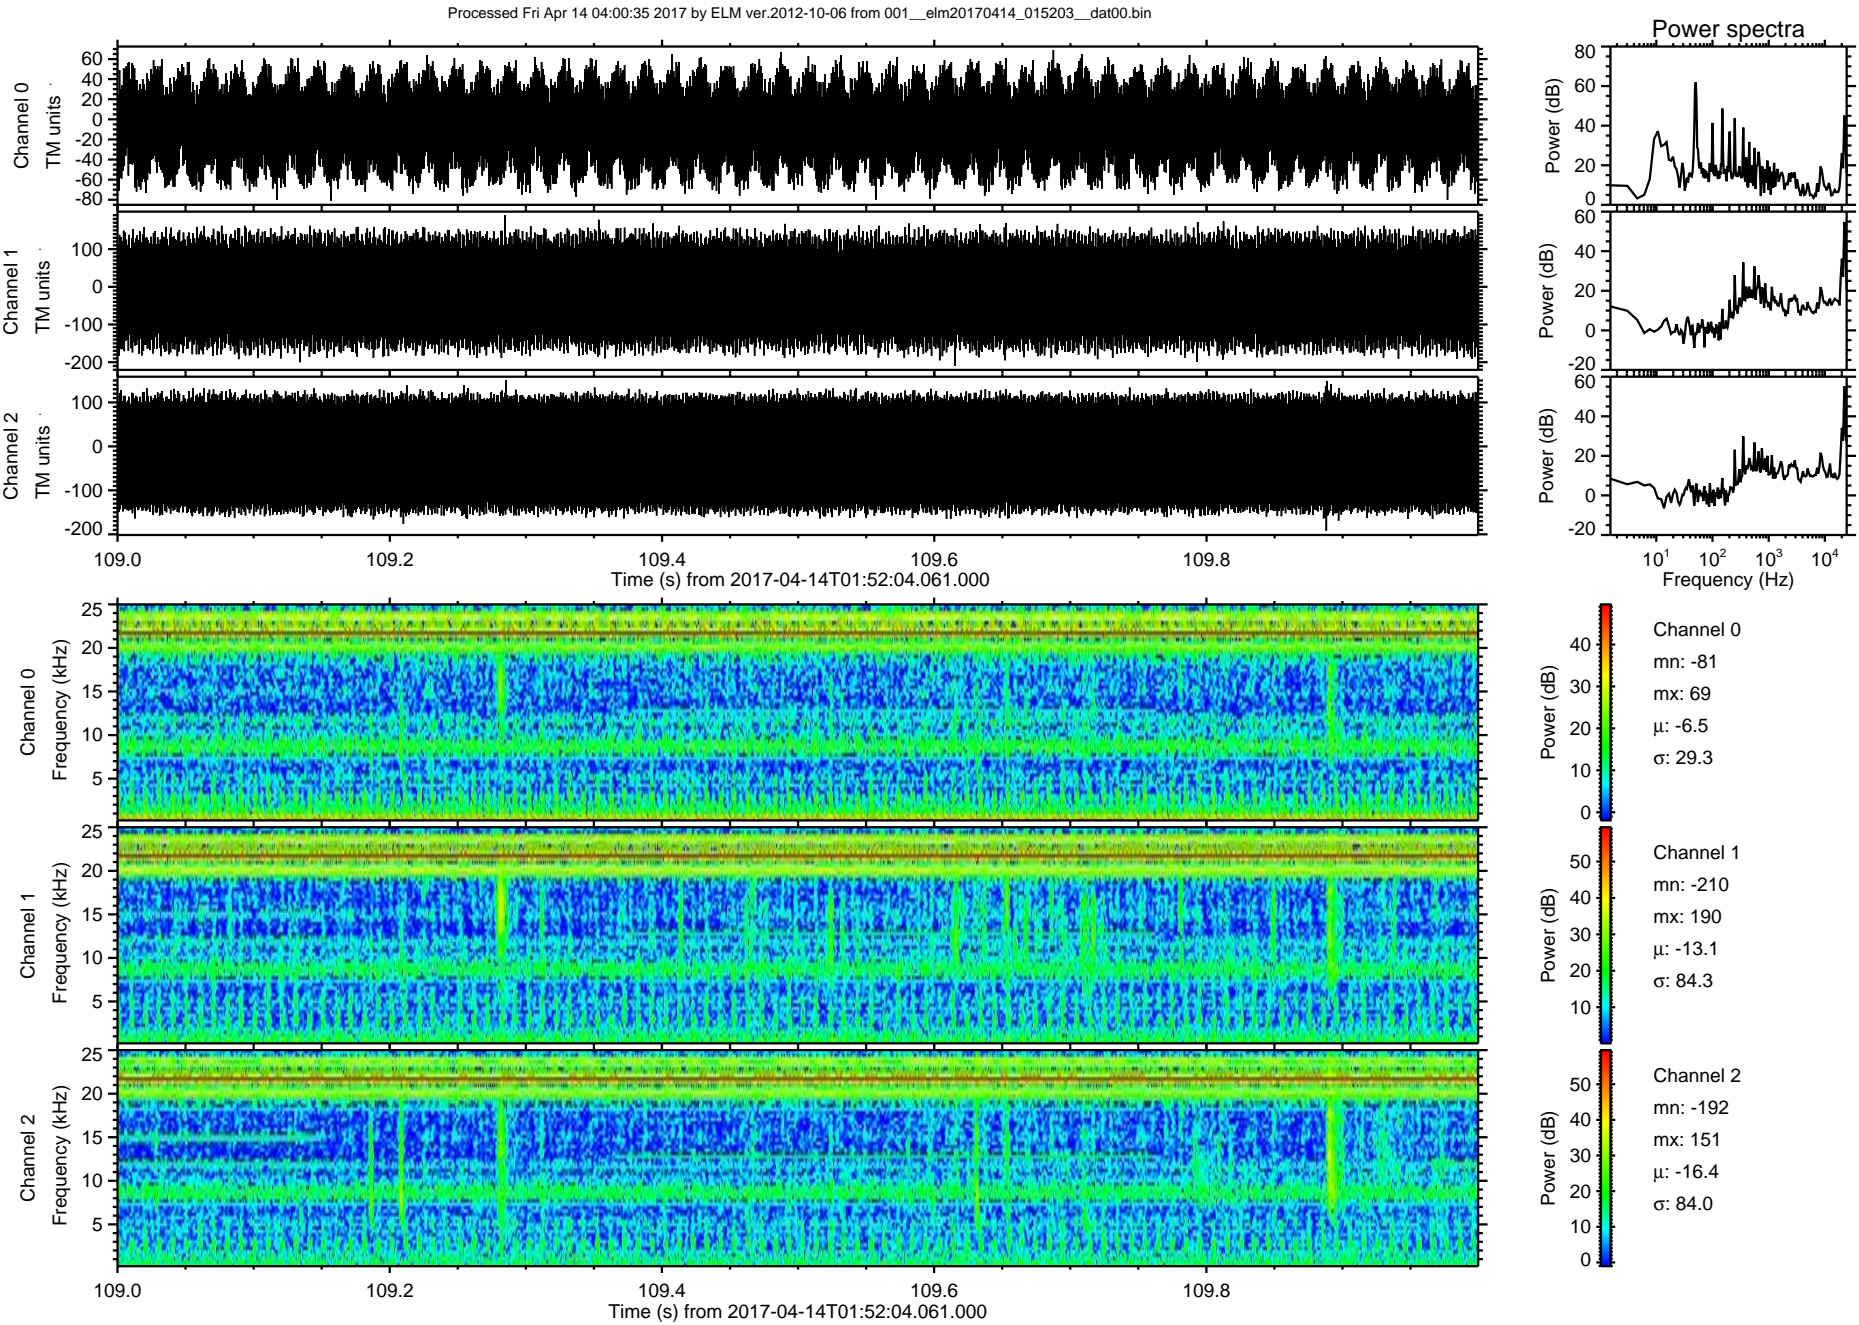 Processed Fri Apr 14 04:00:35 2017 by ELM ver.2012-10-06 from 001__elm20170414_015203__dat00.bin
Power spectra
Channel 0
TM units
60
40
20
0
-20
-40
-60
-80
Power (dB)
80
60
40
20
0
Channel 1
TM units
100
0
-100
-200
Power (dB)
60
40
20
0
-20
Channel 2
TM units
100
0
-100
-200
Power (dB)
60
40
20
0
-20
109.0 109.2 109.4 109.6 109.8
Time (s) from 2017-04-14T01:52:04.061.000
10¹ 10² 10³ 10⁴
Frequency (Hz)
Channel 0
Frequency (kHz)
25
20
15
10
5
Power (dB)
40
30
20
10
0
Channel 0
mn: -81
mx: 69
μ: -6.5
σ: 29.3
Channel 1
Frequency (kHz)
25
20
15
10
5
Power (dB)
50
40
30
20
10
Channel 1
mn: -210
mx: 190
μ: -13.1
σ: 84.3
Channel 2
Frequency (kHz)
25
20
15
10
5
Power (dB)
50
40
30
20
10
0
Channel 2
mn: -192
mx: 151
μ: -16.4
σ: 84.0
109.0 109.2 109.4 109.6 109.8
Time (s) from 2017-04-14T01:52:04.061.000